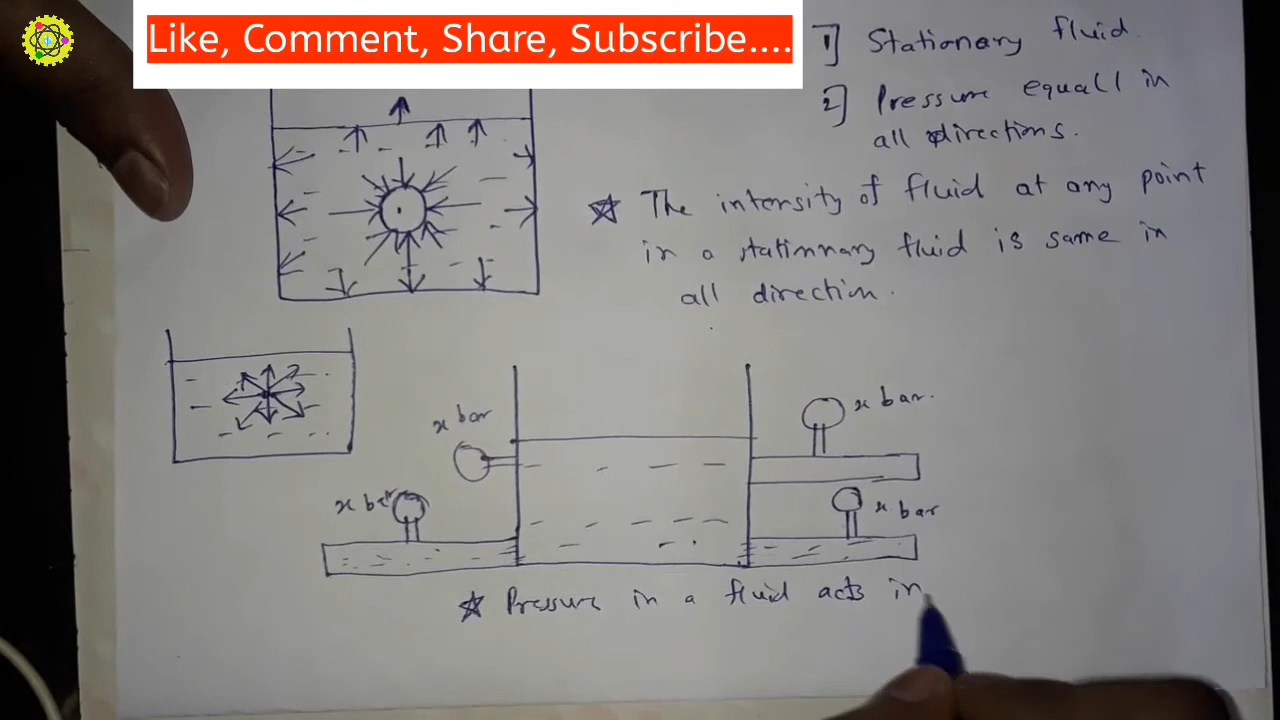 Like, Comment, Share, Subscribe....
1] Stationary fluid.
2] Pressure equall in
all directions.
☆ The intensity of fluid at any point
in a stationnary fluid is same in
all direction.
x bar
x bar.
x bar
x bar
☆ Pressure in a fluid acts in